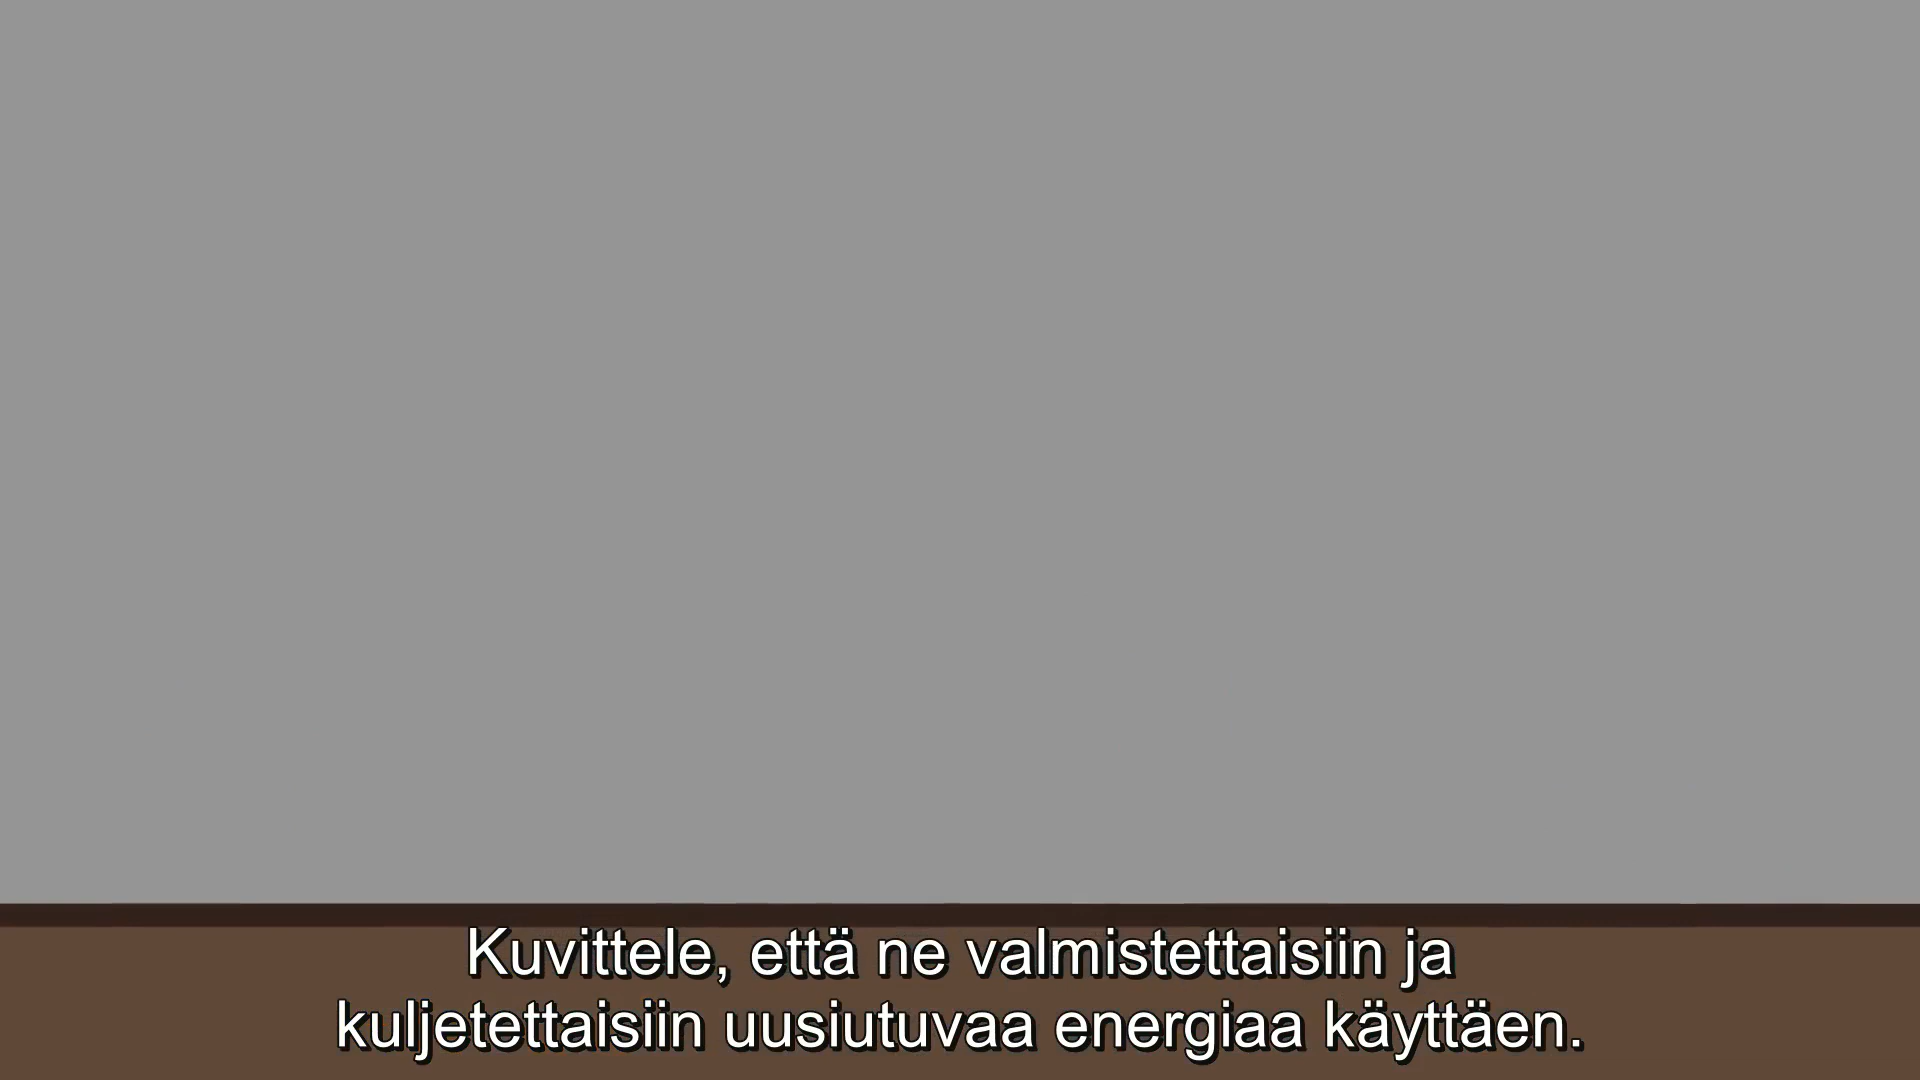 Kuvittele, että ne valmistettaisiin ja
kuljetettaisiin uusiutuvaa energiaa käyttäen.